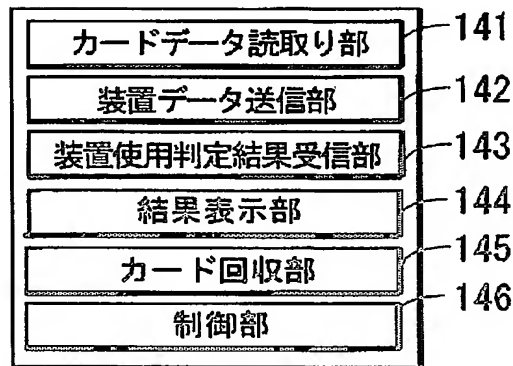 カードデータ読取り部 141
装置データ送信部 142
装置使用判定結果受信部 143
結果表示部 144
カード回収部 145
制御部 146